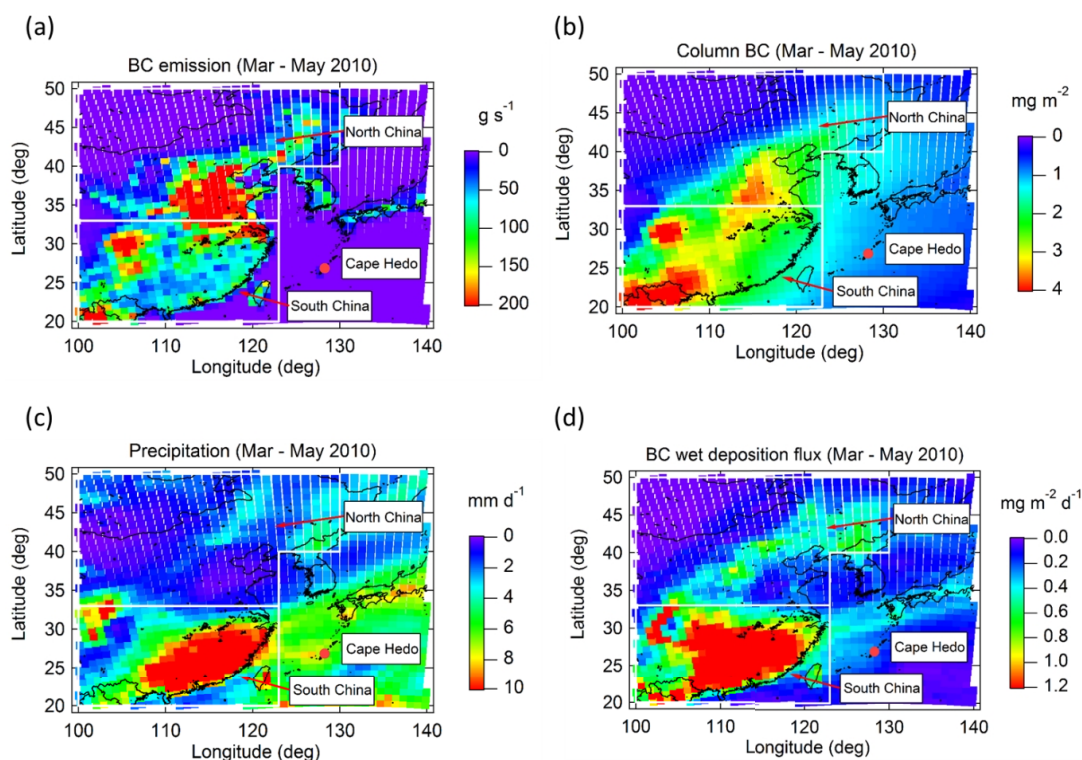 (a)
BC emission (Mar - May 2010)
50
45
40
35
30
25
20
Latitude (deg)
100
110
120
130
140
Longitude (deg)
North China
Cape Hedo
South China
g s⁻¹
0
50
100
150
200
(b)
Column BC (Mar - May 2010)
50
45
40
35
30
25
20
Latitude (deg)
100
110
120
130
140
Longitude (deg)
North China
Cape Hedo
South China
mg m⁻²
0
1
2
3
4
(c)
Precipitation (Mar - May 2010)
50
45
40
35
30
25
20
Latitude (deg)
100
110
120
130
140
Longitude (deg)
North China
Cape Hedo
South China
mm d⁻¹
0
2
4
6
8
10
(d)
BC wet deposition flux (Mar - May 2010)
50
45
40
35
30
25
20
Latitude (deg)
100
110
120
130
140
Longitude (deg)
North China
Cape Hedo
South China
mg m⁻² d⁻¹
0.0
0.2
0.4
0.6
0.8
1.0
1.2